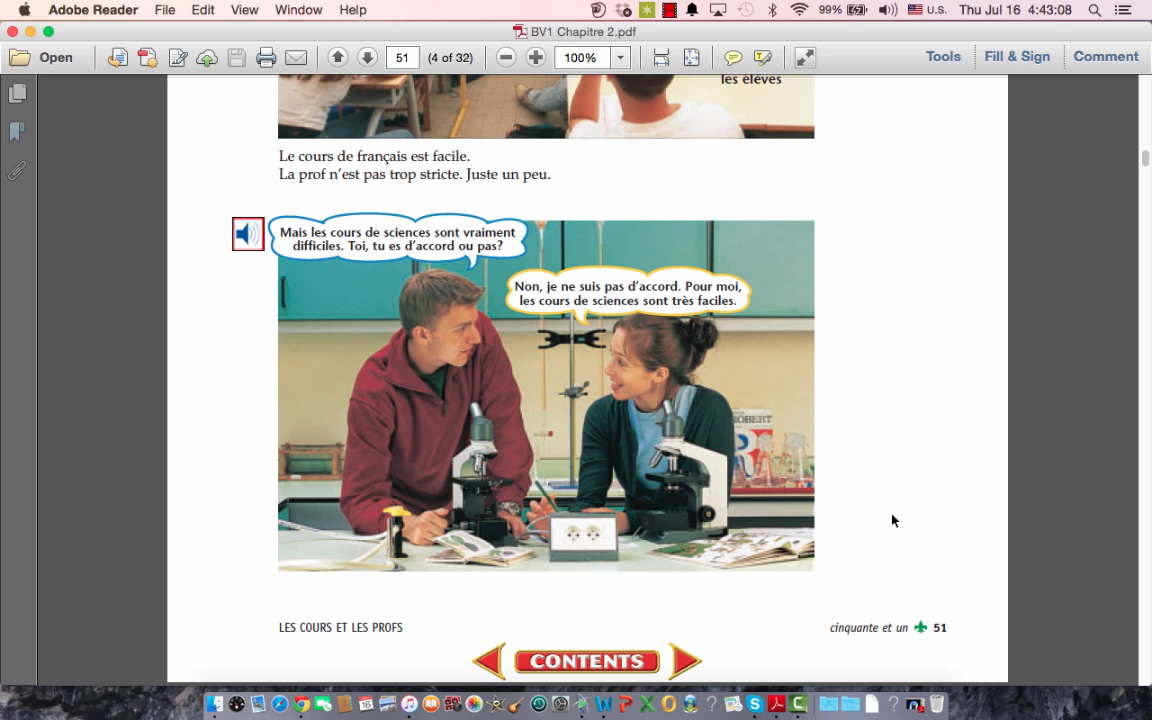 Adobe Reader File Edit View Window Help 99% U.S. Thu Jul 16 4:43:08
BV1 Chapitre 2.pdf
Open 51 (4 of 32) 100% Tools Fill & Sign Comment
les élèves
Le cours de français est facile.
La prof n'est pas trop stricte. Juste un peu.
Mais les cours de sciences sont vraiment
difficiles. Toi, tu es d'accord ou pas?
Non, je ne suis pas d'accord. Pour moi,
les cours de sciences sont très faciles.
ROBERT
LES COURS ET LES PROFS
cinquante et un 51
CONTENTS